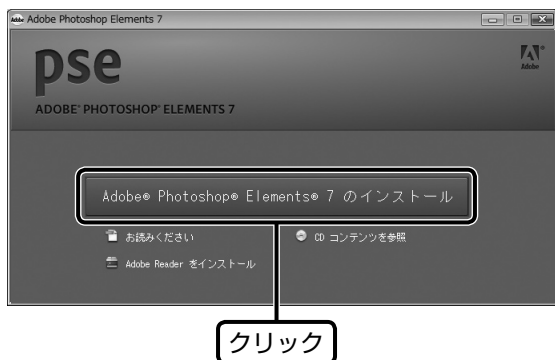 Adobe Photoshop Elements 7
pse
Adobe
ADOBE® PHOTOSHOP® ELEMENTS 7
Adobe® Photoshop® Elements® 7 のインストール
お読みください
CD コンテンツを参照
Adobe Reader をインストール
クリック